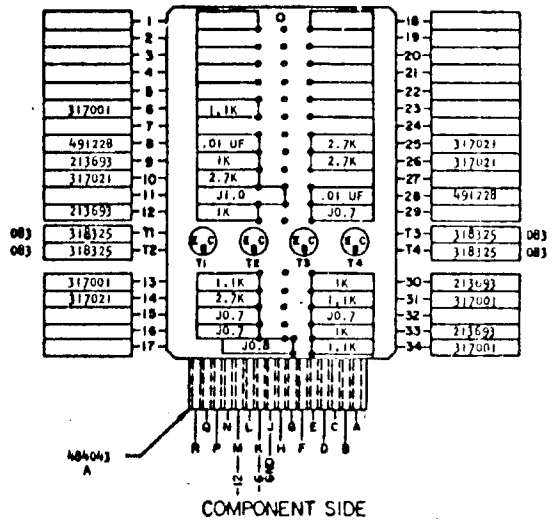 1 18
2 19
3 20
4 21
5 22
317001 6 1.1K 23
7 24
491228 8 .01 UF 2.7K 25 317021
213693 9 1K 2.7K 26 317021
317021 10 2.7K 27
11 J1.0 .01 UF 28 491228
213693 12 1K J0.7 29
083 318325 T1 E B C E B C E B C E B C T3 318325 083
083 318325 T2 T1 T2 T3 T4 T4 318325 083
317001 13 1.1K 1K 30 213693
317021 14 2.7K 1.1K 31 317001
15 J0.7 J0.7 32
16 J0.7 1K 33 213693
17 J0.8 1.1K 34 317001
Q N L J G E C A
R P M K H F D B
484043
A
-12 -6 GND
COMPONENT SIDE